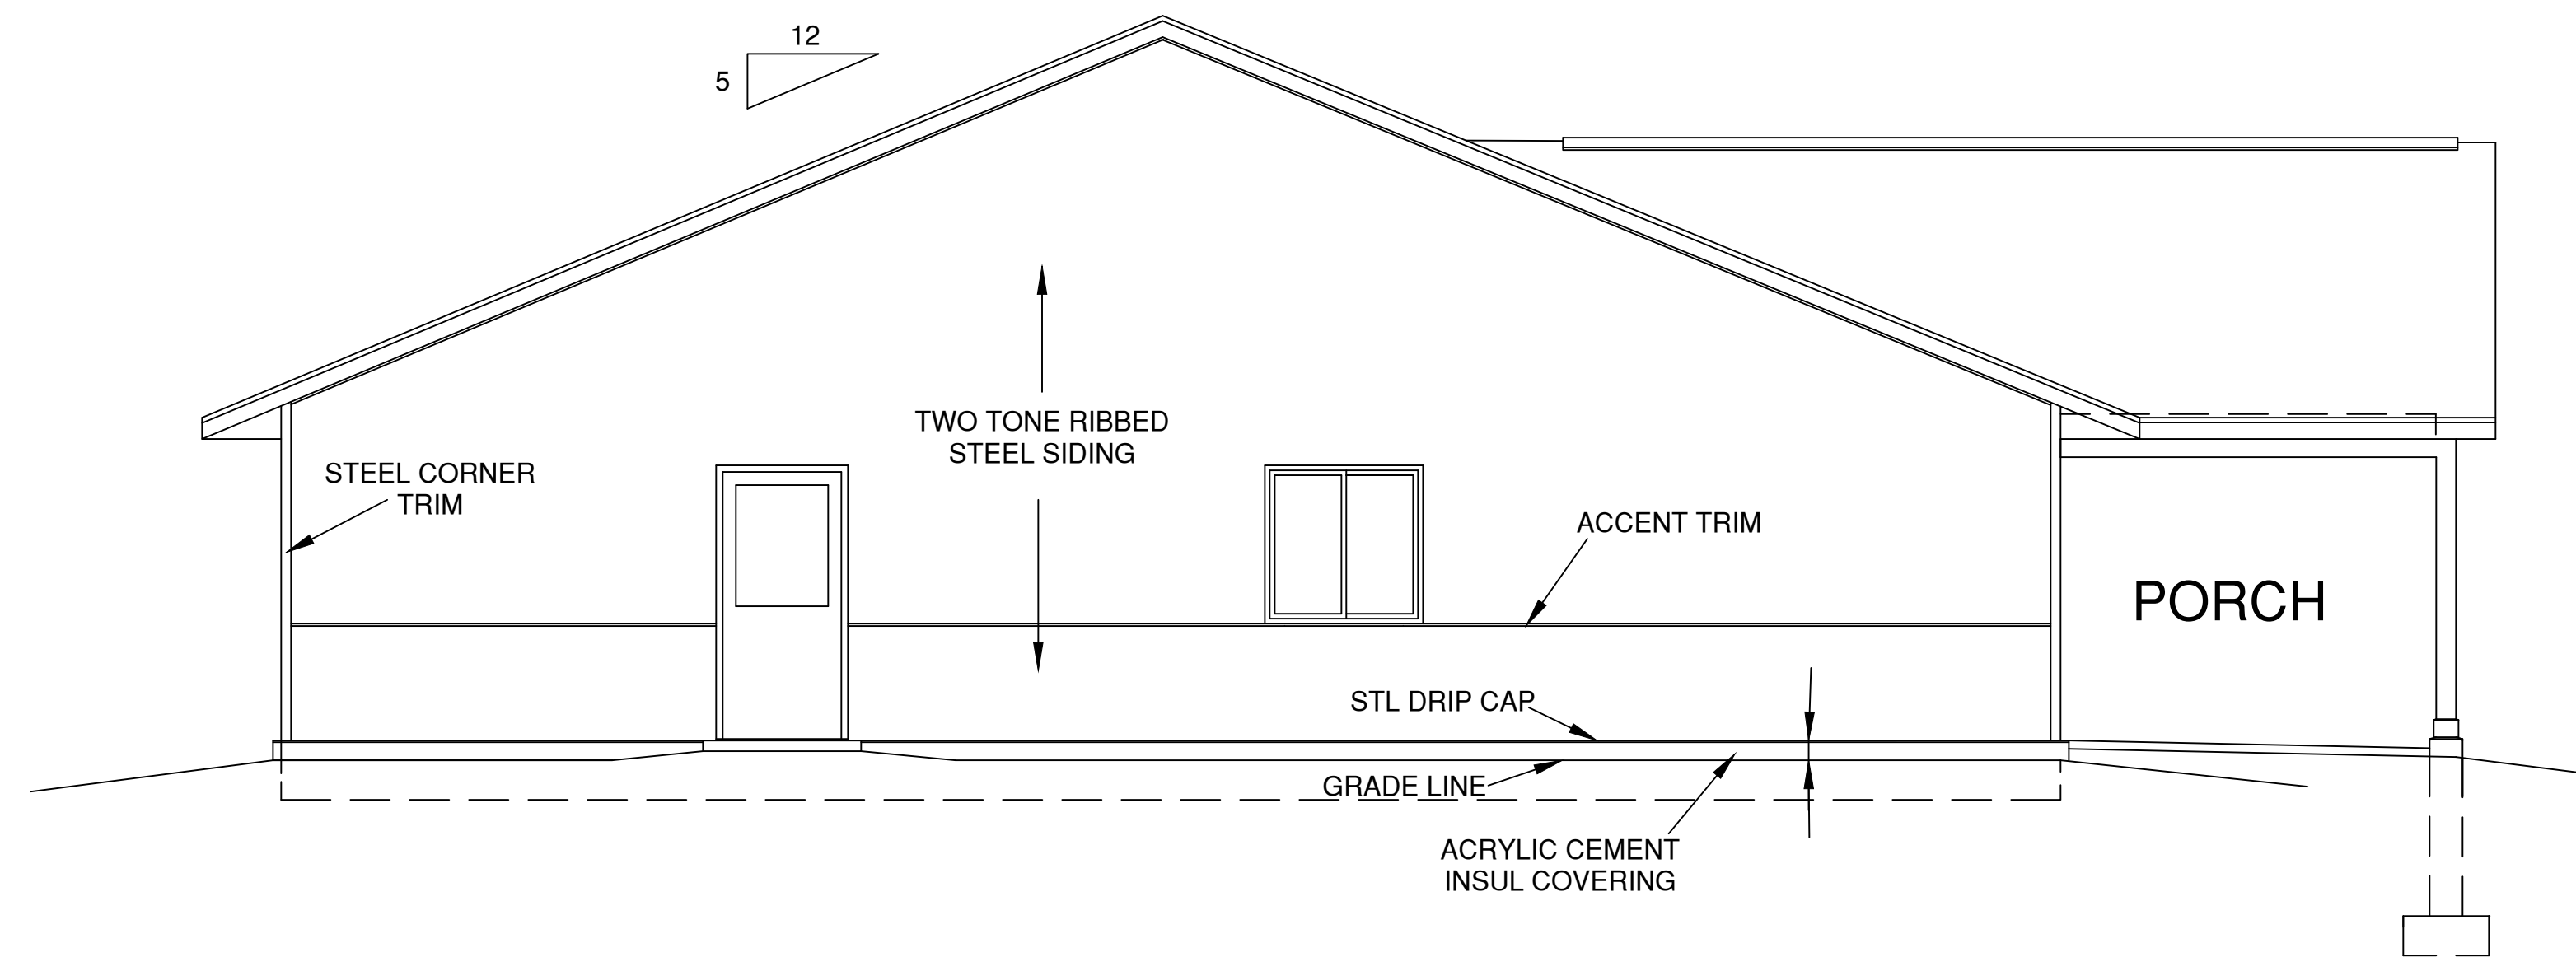 12
5
TWO TONE RIBBED
STEEL SIDING
STEEL CORNER
TRIM
ACCENT TRIM
PORCH
STL DRIP CAP
GRADE LINE
ACRYLIC CEMENT
INSUL COVERING